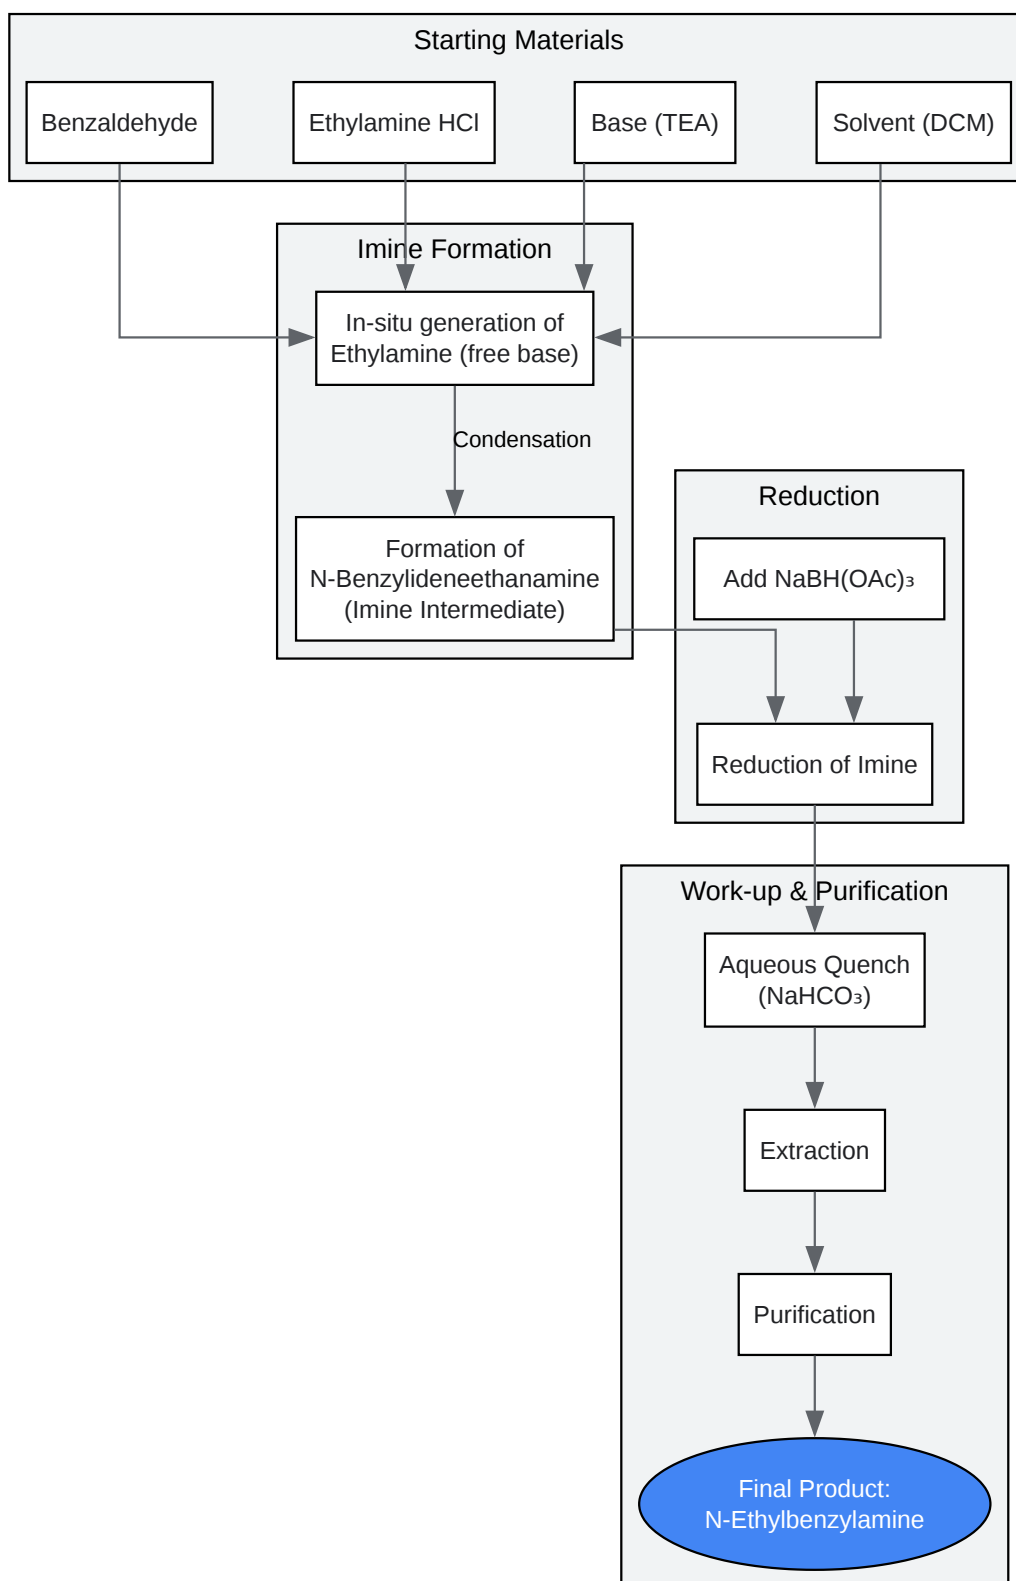 Starting Materials
Benzaldehyde
Ethylamine HCl
Base (TEA)
Solvent (DCM)
Imine Formation
In-situ generation of
Ethylamine (free base)
Condensation
Formation of
N-Benzylideneethanamine
(Imine Intermediate)
Reduction
Add NaBH(OAc)₃
Reduction of Imine
Work-up & Purification
Aqueous Quench
(NaHCO₃)
Extraction
Purification
Final Product:
N-Ethylbenzylamine